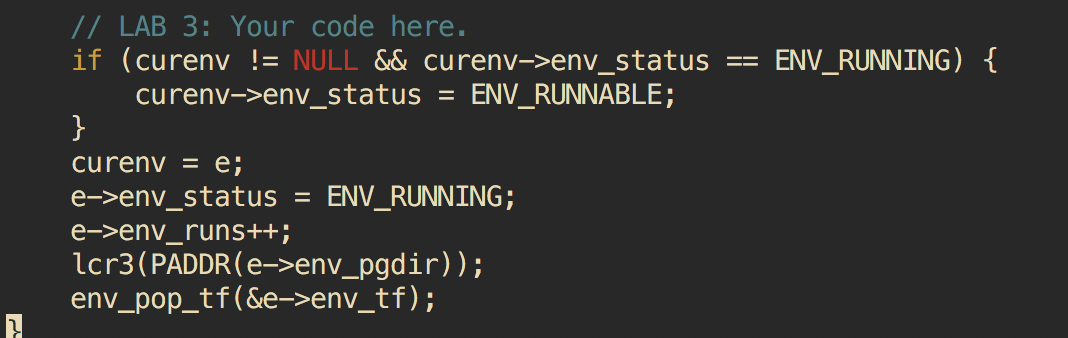 // LAB 3: Your code here.
if (curenv != NULL && curenv->env_status == ENV_RUNNING) {
    curenv->env_status = ENV_RUNNABLE;
}
curenv = e;
e->env_status = ENV_RUNNING;
e->env_runs++;
lcr3(PADDR(e->env_pgdir));
env_pop_tf(&e->env_tf);
}